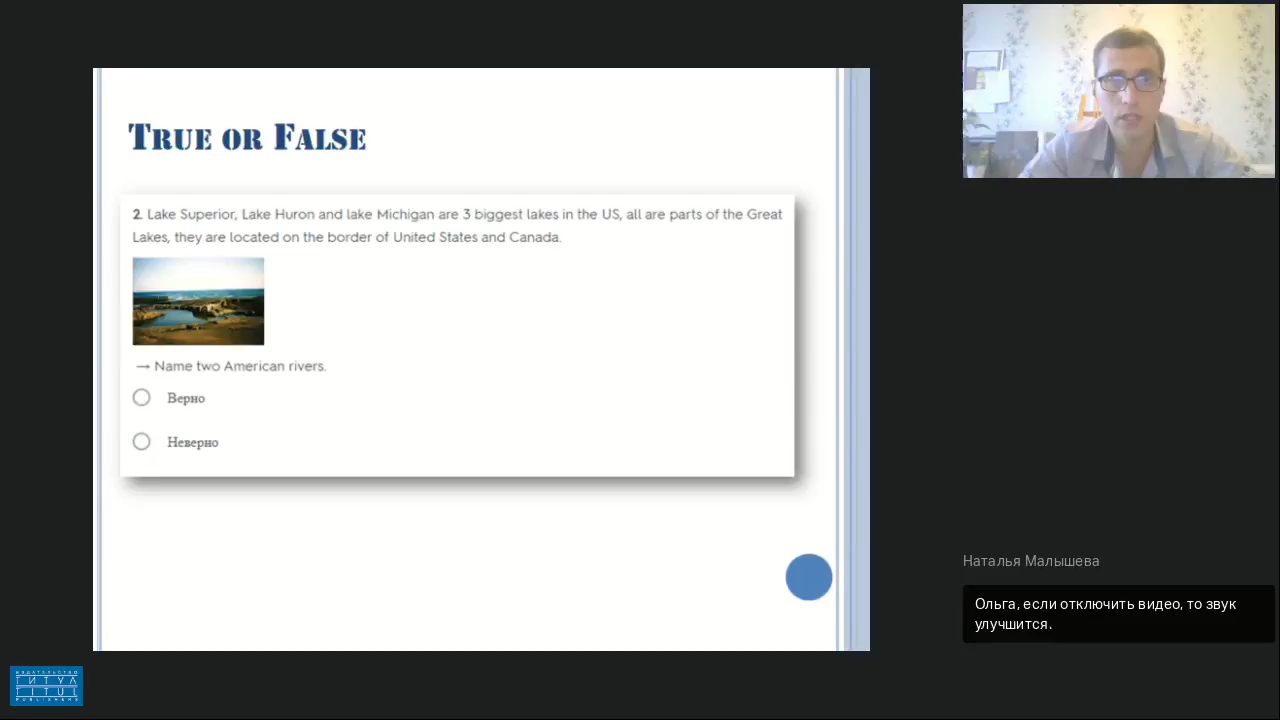 True or False
2. Lake Superior, Lake Huron and lake Michigan are 3 biggest lakes in the US, all are parts of the Great
Lakes, they are located on the border of United States and Canada.
→ Name two American rivers.
Верно
Неверно
Наталья Малышева
Ольга, если отключить видео, то звук
улучшится.
ИЗДАТЕЛЬСТВО
ТИТУЛ
TITUL
PUBLISHERS